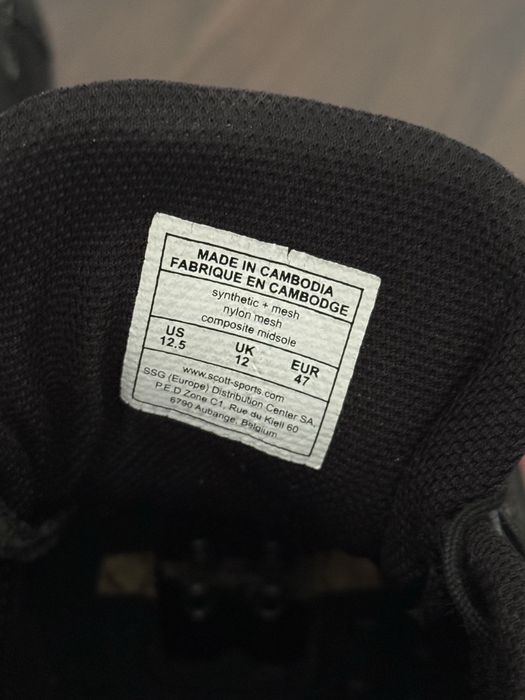 MADE IN CAMBODIA
FABRIQUE EN CAMBODGE
synthetic + mesh
nylon mesh
composite midsole
US UK EUR
12.5 12 47
www.scott-sports.com
SSG (Europe) Distribution Center SA,
P.E.D Zone C1, Rue du Kiell 60
6790 Aubange, Belgium